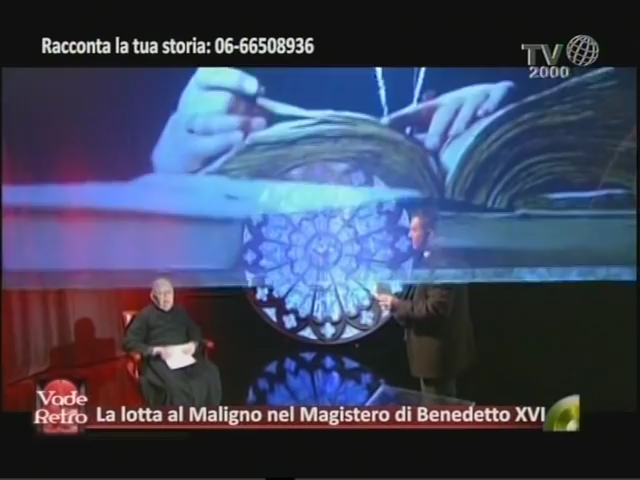 Racconta la tua storia: 06-66508936
TV
2000
Vade
Retro
La lotta al Maligno nel Magistero di Benedetto XVI